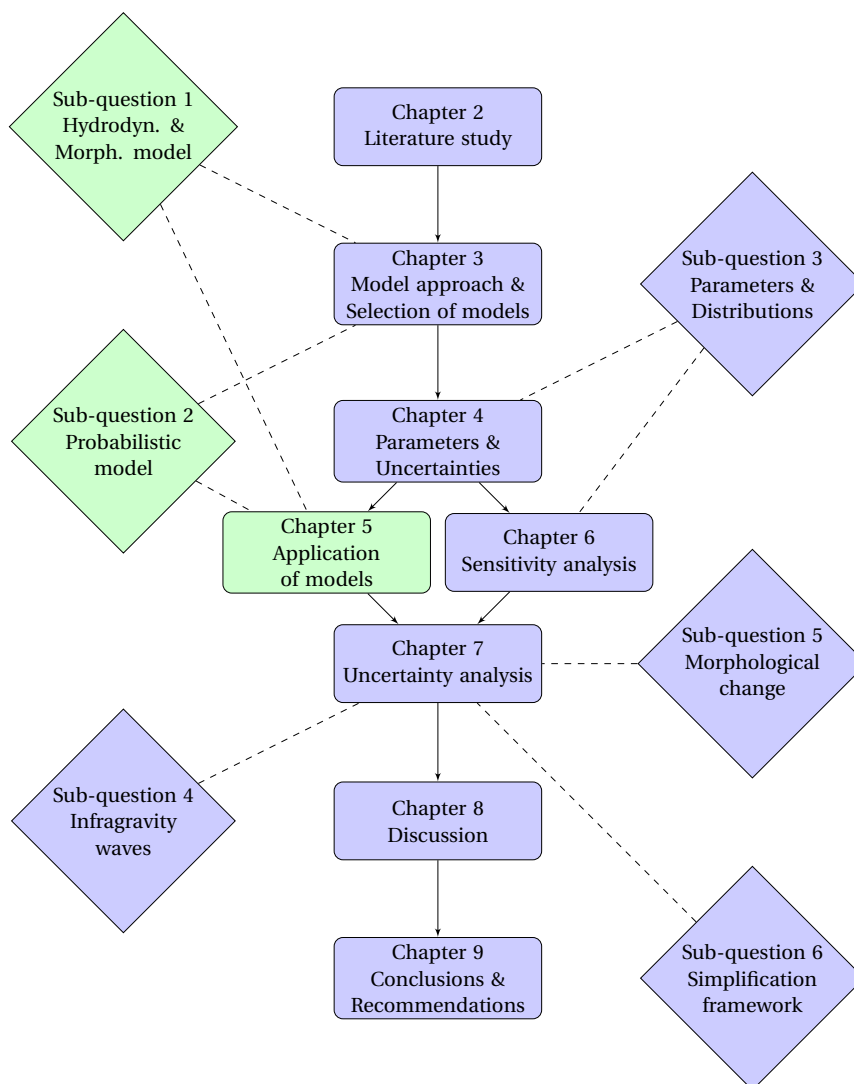 Sub-question 1
Hydrodyn. &
Morph. model
Chapter 2
Literature study
Chapter 3
Model approach &
Selection of models
Sub-question 3
Parameters &
Distributions
Sub-question 2
Probabilistic
model
Chapter 4
Parameters &
Uncertainties
Chapter 5
Application
of models
Chapter 6
Sensitivity analysis
Chapter 7
Uncertainty analysis
Sub-question 5
Morphological
change
Sub-question 4
Infragravity
waves
Chapter 8
Discussion
Chapter 9
Conclusions &
Recommendations
Sub-question 6
Simplification
framework